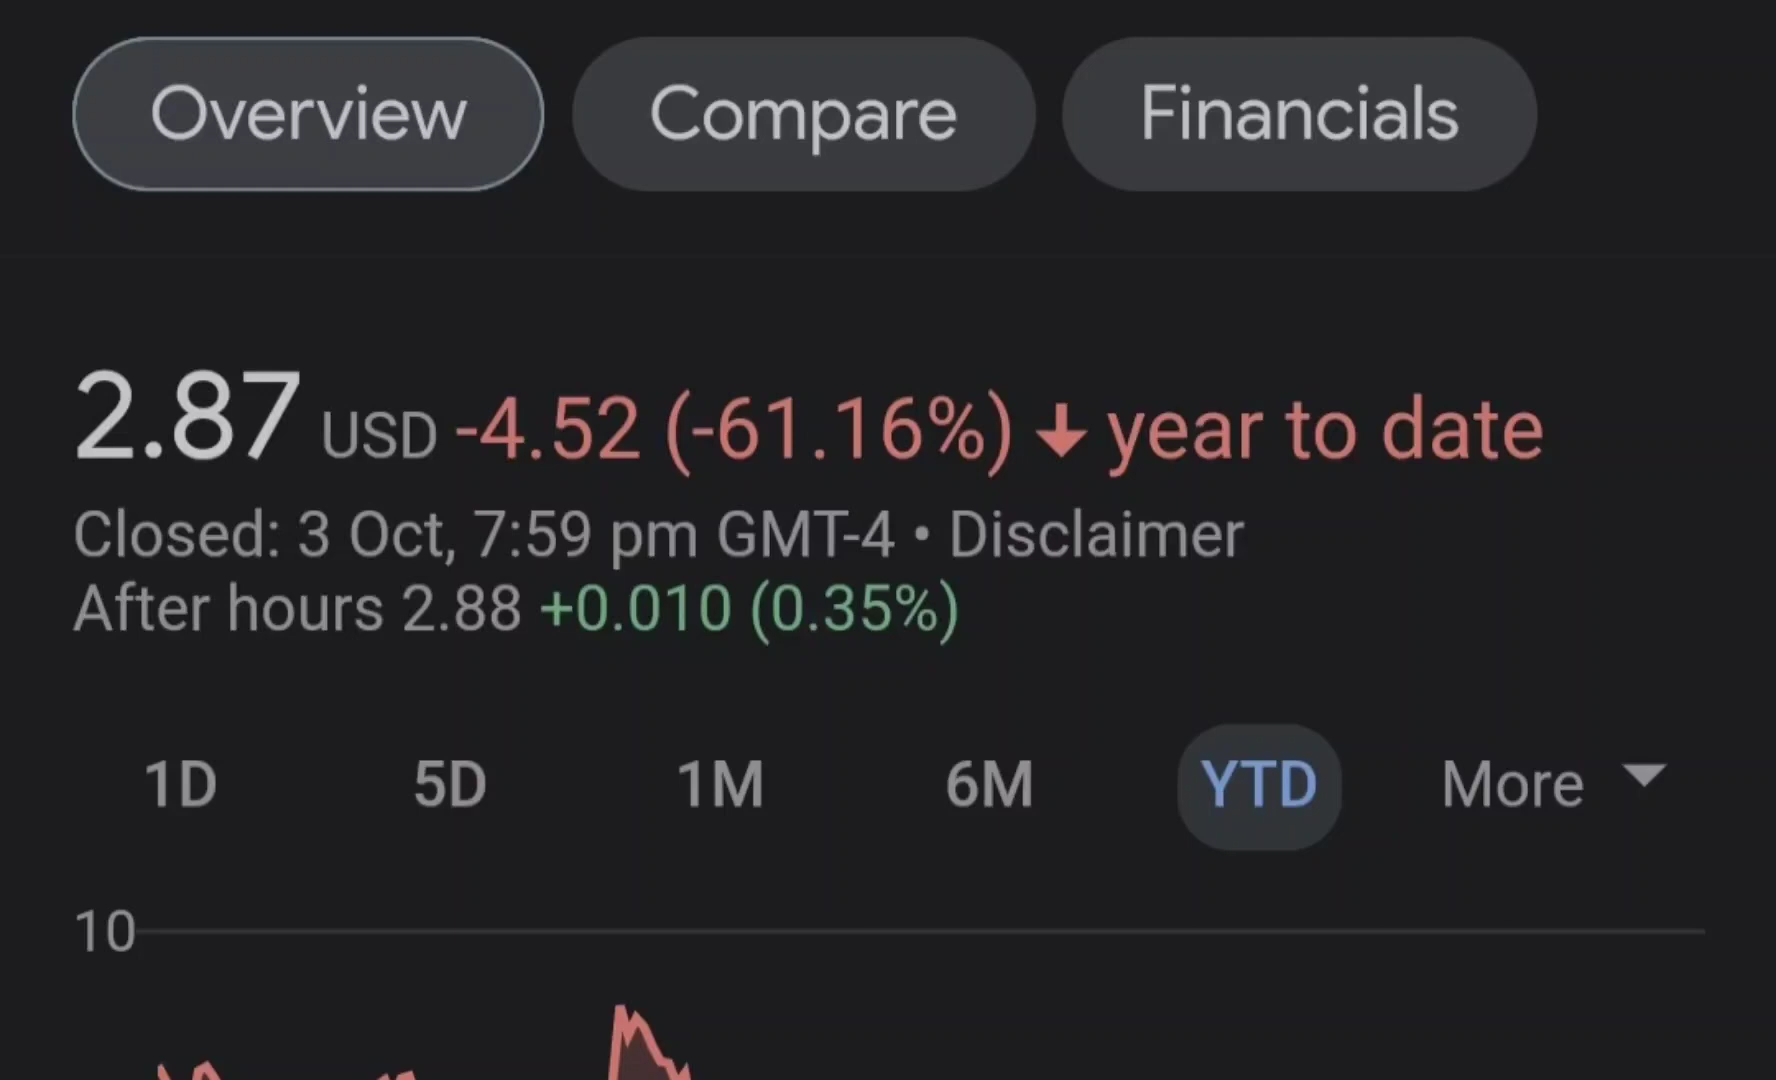 Overview Compare Financials
2.87 USD -4.52 (-61.16%) ↓ year to date
Closed: 3 Oct, 7:59 pm GMT-4 • Disclaimer
After hours 2.88 +0.010 (0.35%)
1D 5D 1M 6M YTD More
10